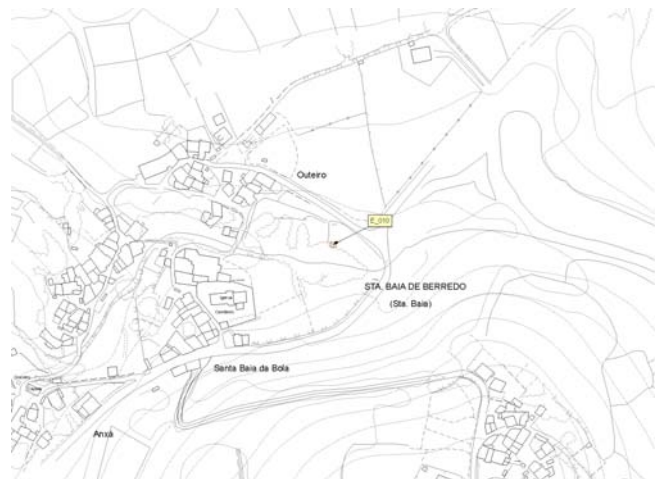 Outeiro
E_010
STA. BAIA DE BERREDO
(Sta. Baia)
Santa Baia da Bola
Anxá